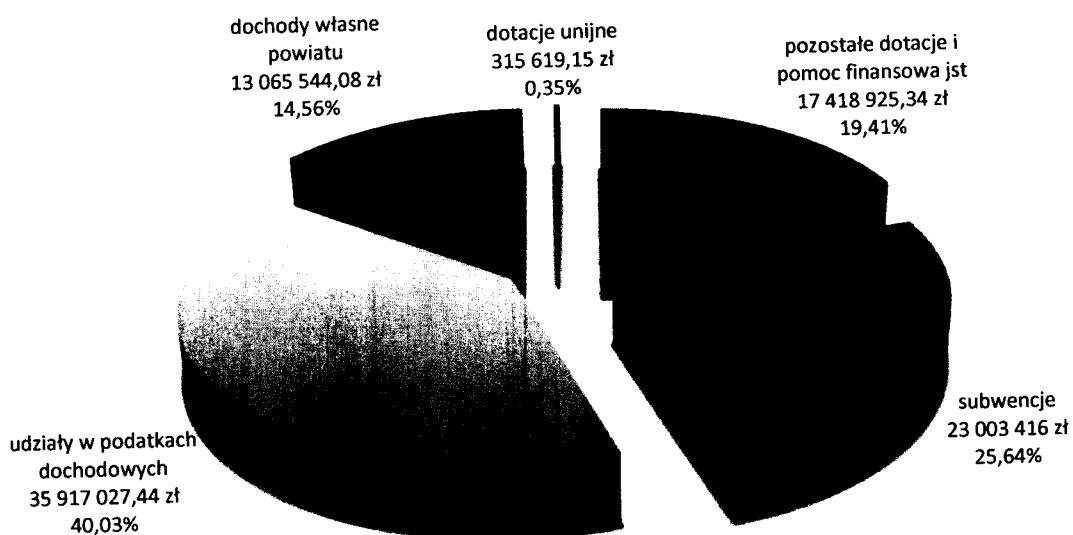 dochody własne
powiatu
13 065 544,08 zł
14,56%
dotacje unijne
315 619,15 zł
0,35%
pozostałe dotacje i
pomoc finansowa jst
17 418 925,34 zł
19,41%
subwencje
23 003 416 zł
25,64%
udziały w podatkach
dochodowych
35 917 027,44 zł
40,03%